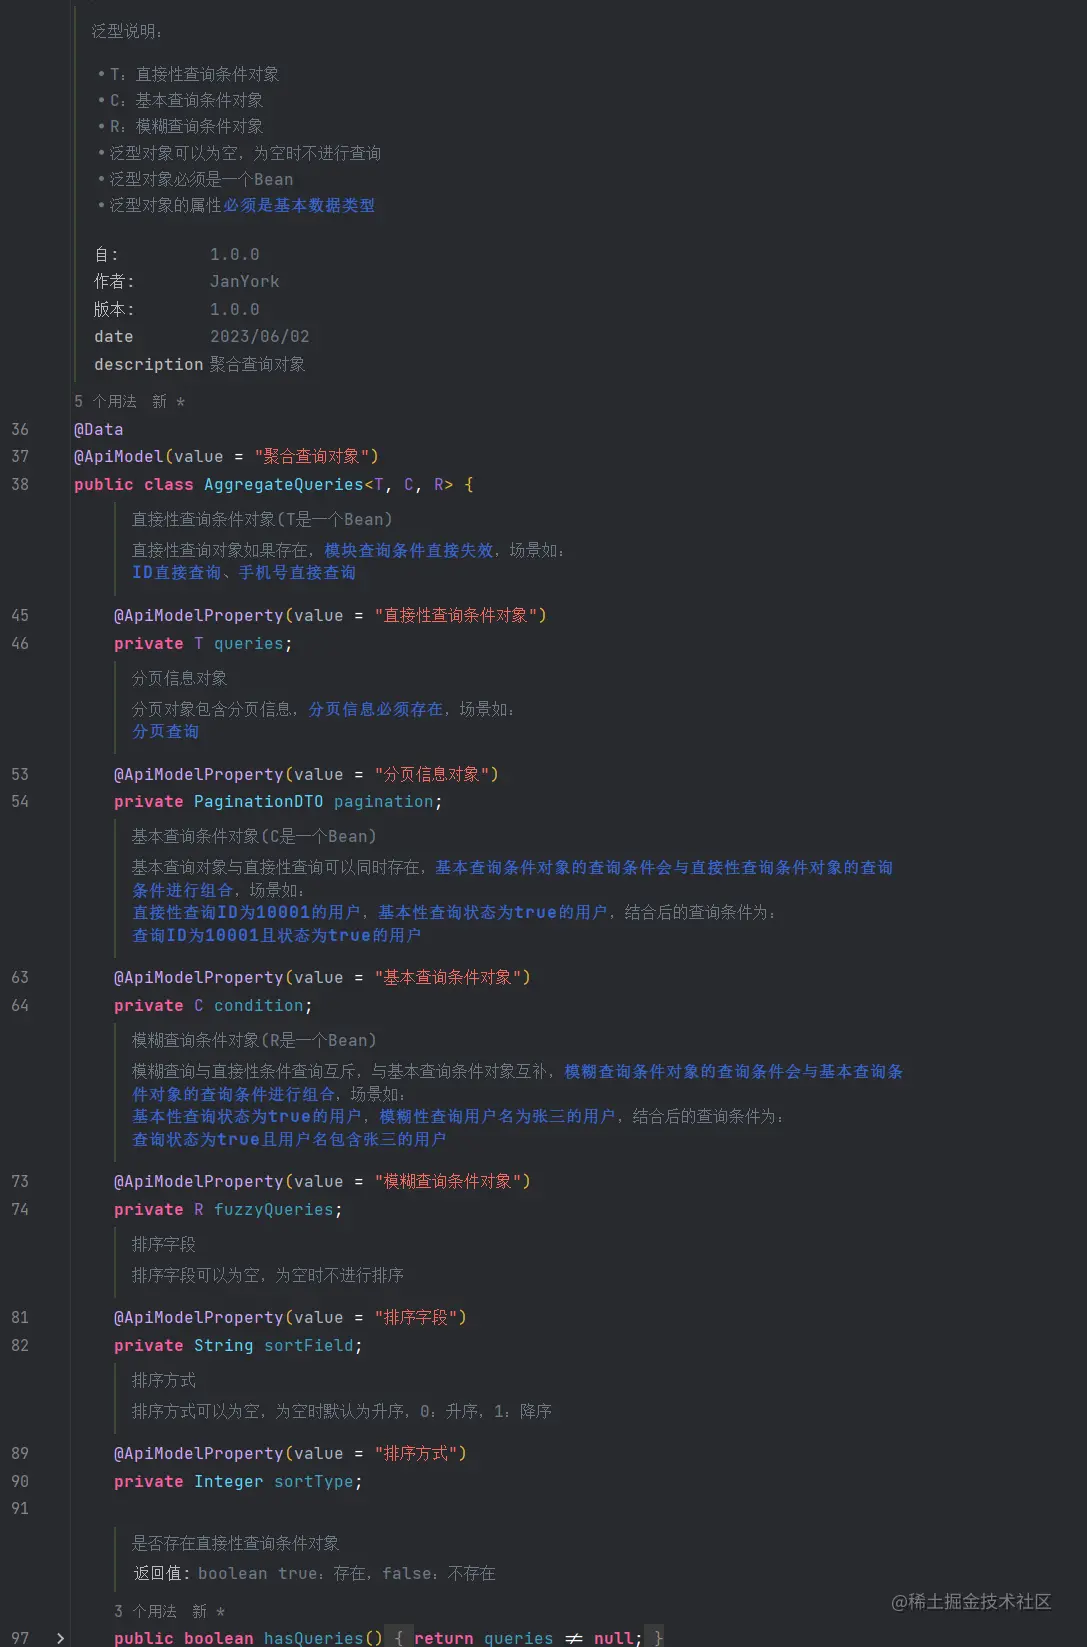 泛型说明：
• T：直接性查询条件对象
• C：基本查询条件对象
• R：模糊查询条件对象
• 泛型对象可以为空，为空时不进行查询
• 泛型对象必须是一个Bean
• 泛型对象的属性必须是基本数据类型
自： 1.0.0
作者： JanYork
版本： 1.0.0
date 2023/06/02
description 聚合查询对象
5 个用法 新 *
36 @Data
37 @ApiModel(value = "聚合查询对象")
38 public class AggregateQueries<T, C, R> {
直接性查询条件对象(T是一个Bean)
直接性查询对象如果存在，模块查询条件直接失效，场景如：
ID直接查询、手机号直接查询
45 @ApiModelProperty(value = "直接性查询条件对象")
46 private T queries;
分页信息对象
分页对象包含分页信息，分页信息必须存在，场景如：
分页查询
53 @ApiModelProperty(value = "分页信息对象")
54 private PaginationDTO pagination;
基本查询条件对象(C是一个Bean)
基本查询对象与直接性查询可以同时存在，基本查询条件对象的查询条件会与直接性查询条件对象的查询
条件进行组合，场景如：
直接性查询ID为10001的用户，基本性查询状态为true的用户，结合后的查询条件为：
查询ID为10001且状态为true的用户
63 @ApiModelProperty(value = "基本查询条件对象")
64 private C condition;
模糊查询条件对象(R是一个Bean)
模糊查询与直接性条件查询互斥，与基本查询条件对象互补，模糊查询条件对象的查询条件会与基本查询条
件对象的查询条件进行组合，场景如：
基本性查询状态为true的用户，模糊性查询用户名为张三的用户，结合后的查询条件为：
查询状态为true且用户名包含张三的用户
73 @ApiModelProperty(value = "模糊查询条件对象")
74 private R fuzzyQueries;
排序字段
排序字段可以为空，为空时不进行排序
81 @ApiModelProperty(value = "排序字段")
82 private String sortField;
排序方式
排序方式可以为空，为空时默认为升序，0：升序，1：降序
89 @ApiModelProperty(value = "排序方式")
90 private Integer sortType;
91
是否存在直接性查询条件对象
返回值：boolean true：存在，false：不存在
3 个用法 新 *
@稀土掘金技术社区
97 public boolean hasQueries() { return queries ≠ null; }